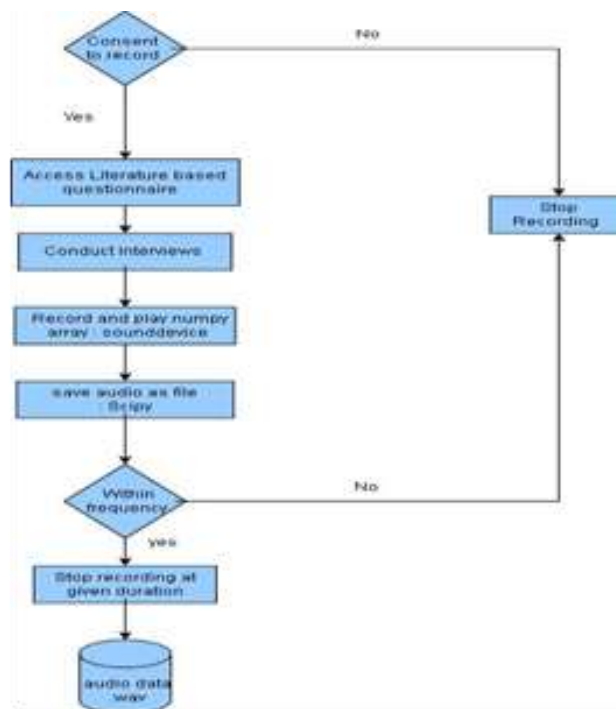 Consent
to record
No
Yes
Access Literature based
questionnaire
Stop
Recording
Conduct Interviews
Record and play numpy
array : sounddevice
save audio as file
: Scipy
Within
frequency
No
yes
Stop recording at
given duration
audio data
wav